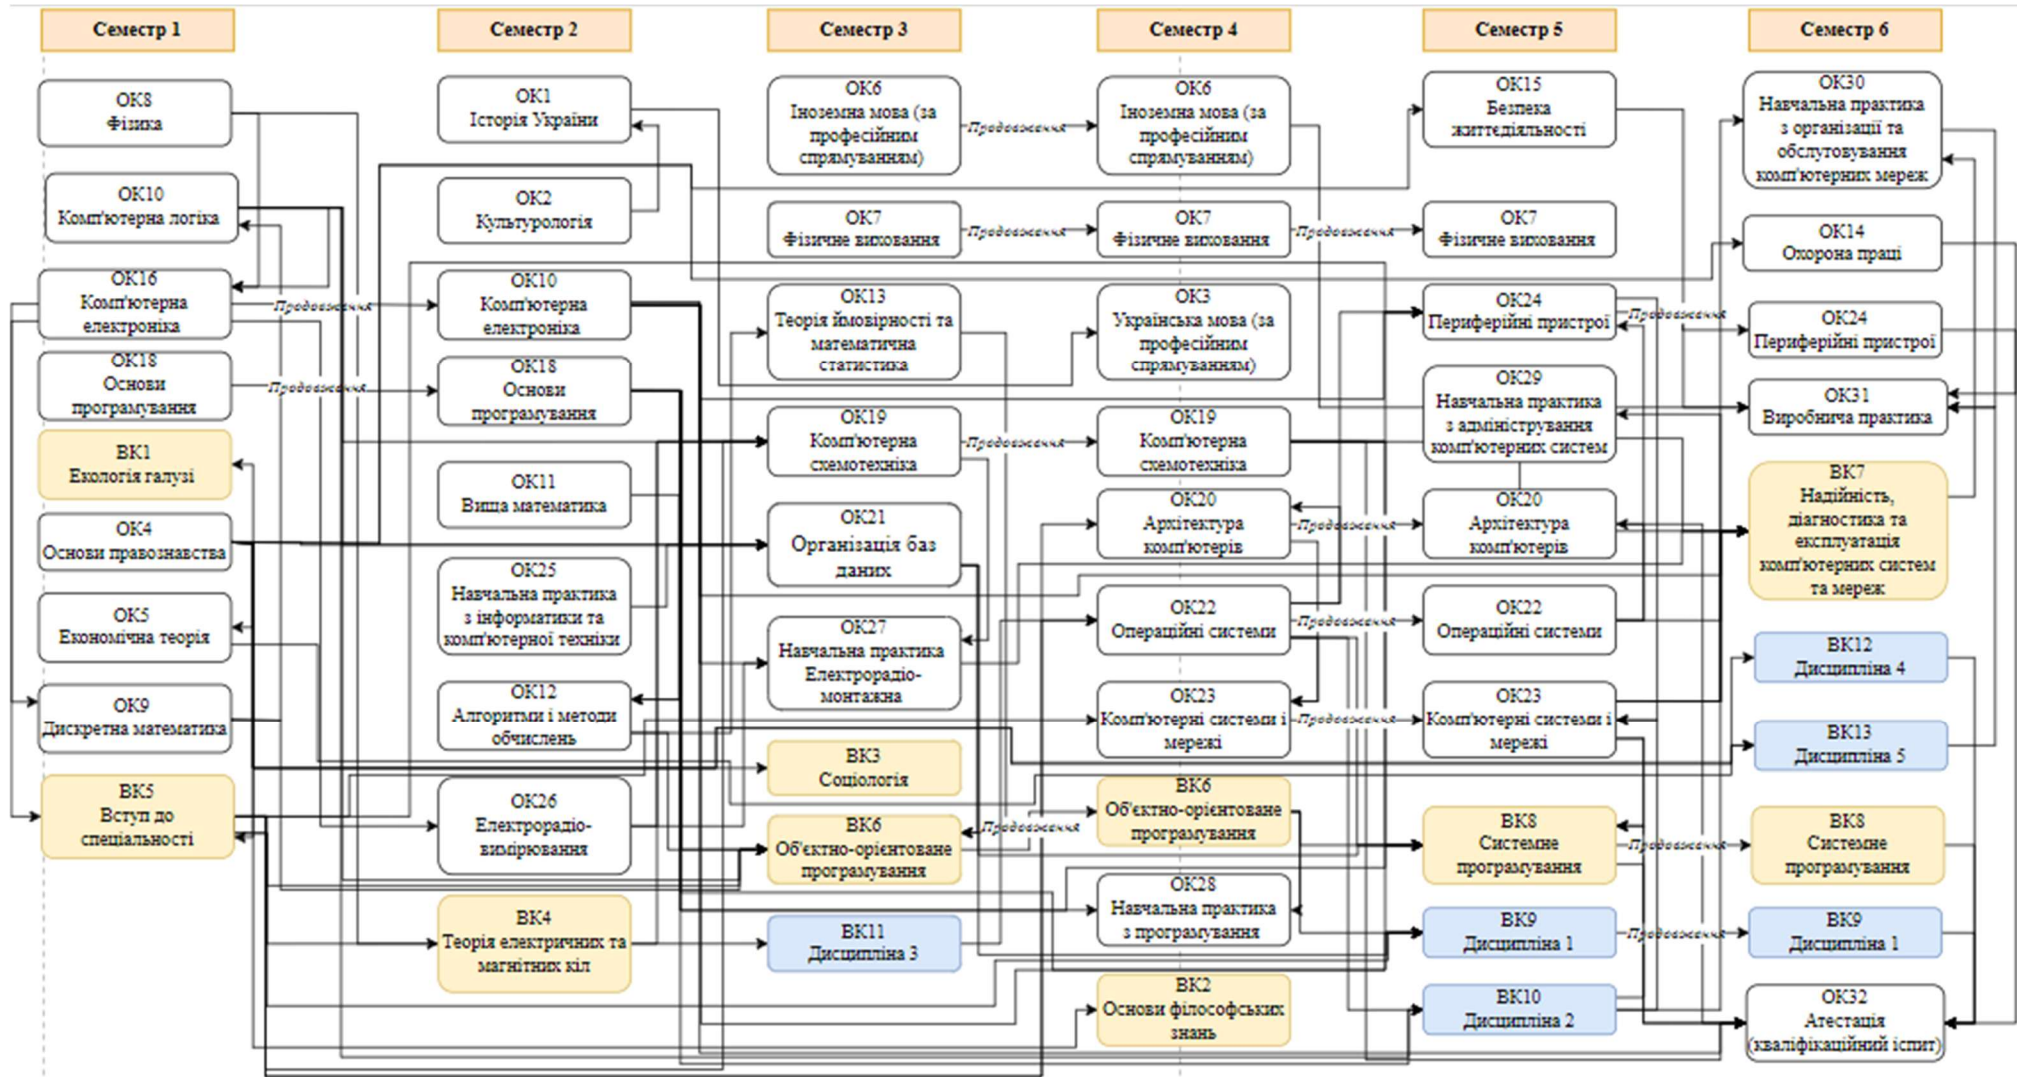 Семестр 1
ОК8
Фізика
ОК10
Комп'ютерна логіка
ОК16
Комп'ютерна
електроніка
ОК18
Основи
програмування
ВК1
Екологія галузі
ОК4
Основи правознавства
ОК5
Економічна теорія
ОК9
Дискретна математика
ВК5
Вступ до
спеціальності
Продовження
Продовження
Семестр 2
ОК1
Історія України
ОК2
Культурологія
ОК10
Комп'ютерна
електроніка
ОК18
Основи
програмування
ОК11
Вища математика
ОК25
Навчальна практика
з інформатики та
комп'ютерної техніки
ОК12
Алгоритми і методи
обчислень
ОК26
Електрорадіо-
вимірювання
ВК4
Теорія електричних та
магнітних кіл
Семестр 3
ОК6
Іноземна мова (за
професійним
спрямуванням)
ОК7
Фізичне виховання
ОК13
Теорія ймовірності та
математична
статистика
ОК19
Комп'ютерна
схемотехніка
ОК21
Організація баз
даних
ОК27
Навчальна практика
Електрорадіо-
монтажна
ВК3
Соціологія
ВК6
Об'єктно-орієнтоване
програмування
ВК11
Дисципліна 3
Продовження
Продовження
Продовження
Продовження
Семестр 4
ОК6
Іноземна мова (за
професійним
спрямуванням)
ОК7
Фізичне виховання
ОК3
Українська мова (за
професійним
спрямуванням)
ОК19
Комп'ютерна
схемотехніка
ОК20
Архітектура
комп'ютерів
ОК22
Операційні системи
ОК23
Комп'ютерні системи і
мережі
ВК6
Об'єктно-орієнтоване
програмування
ОК28
Навчальна практика
з програмування
ВК2
Основи філософських
знань
Продовження
Продовження
Продовження
Продовження
Семестр 5
ОК15
Безпека
життєдіяльності
ОК7
Фізичне виховання
ОК24
Периферійні пристрої
ОК29
Навчальна практика
з адміністрування
комп'ютерних систем
ОК20
Архітектура
комп'ютерів
ОК22
Операційні системи
ОК23
Комп'ютерні системи і
мережі
ВК8
Системне
програмування
ВК9
Дисципліна 1
ВК10
Дисципліна 2
Продовження
Продовження
Продовження
Семестр 6
ОК30
Навчальна практика
з організації та
обслутовування
комп'ютерних мереж
ОК14
Охорона праці
ОК24
Периферійні пристрої
ОК31
Виробнича практика
ВК7
Надійність,
діагностика та
експлуатація
комп'ютерних систем
та мереж
ВК12
Дисципліна 4
ВК13
Дисципліна 5
ВК8
Системне
програмування
ВК9
Дисципліна 1
ОК32
Атестація
(кваліфікаційний іспит)